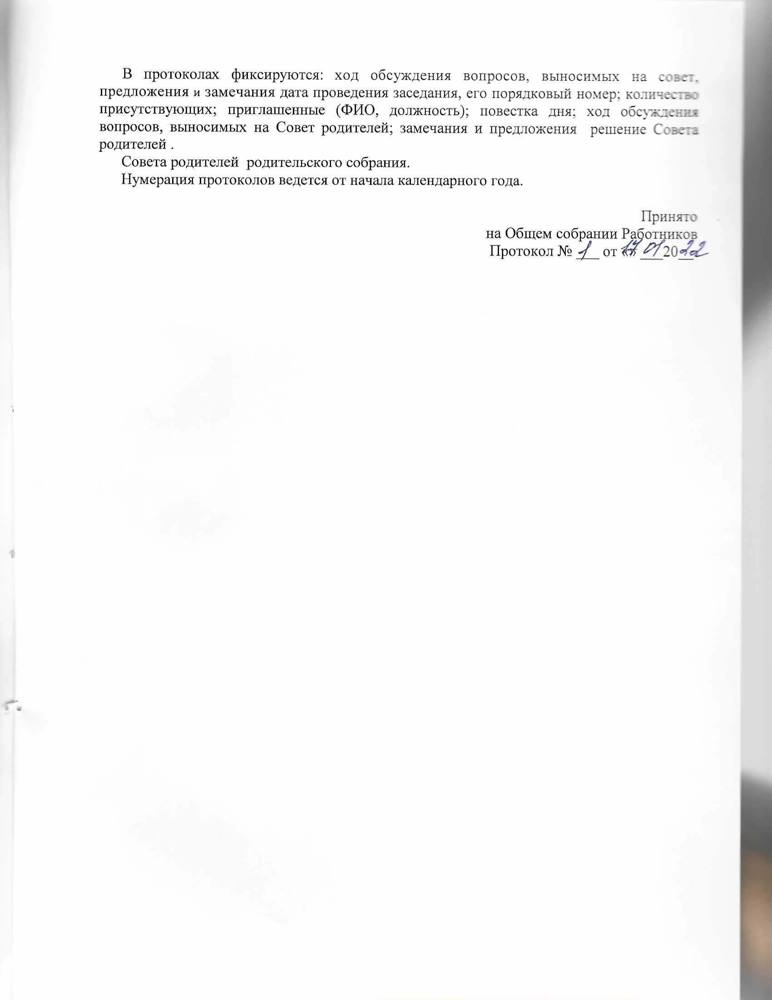 В протоколах фиксируются: ход обсуждения вопросов, выносимых на совет,
предложения и замечания дата проведения заседания, его порядковый номер; количество
присутствующих; приглашенные (ФИО, должность); повестка дня; ход обсуждения
вопросов, выносимых на Совет родителей; замечания и предложения решение Совета
родителей .
Совета родителей родительского собрания.
Нумерация протоколов ведется от начала календарного года.
Принято
на Общем собрании Работников
Протокол № 1 от «17» 01 2022